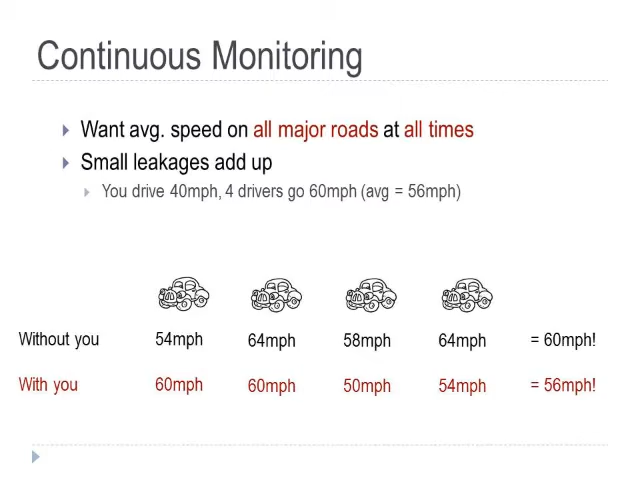 Continuous Monitoring
Want avg. speed on all major roads at all times
Small leakages add up
You drive 40mph, 4 drivers go 60mph (avg = 56mph)
Without you 54mph 64mph 58mph 64mph = 60mph!
With you 60mph 60mph 50mph 54mph = 56mph!